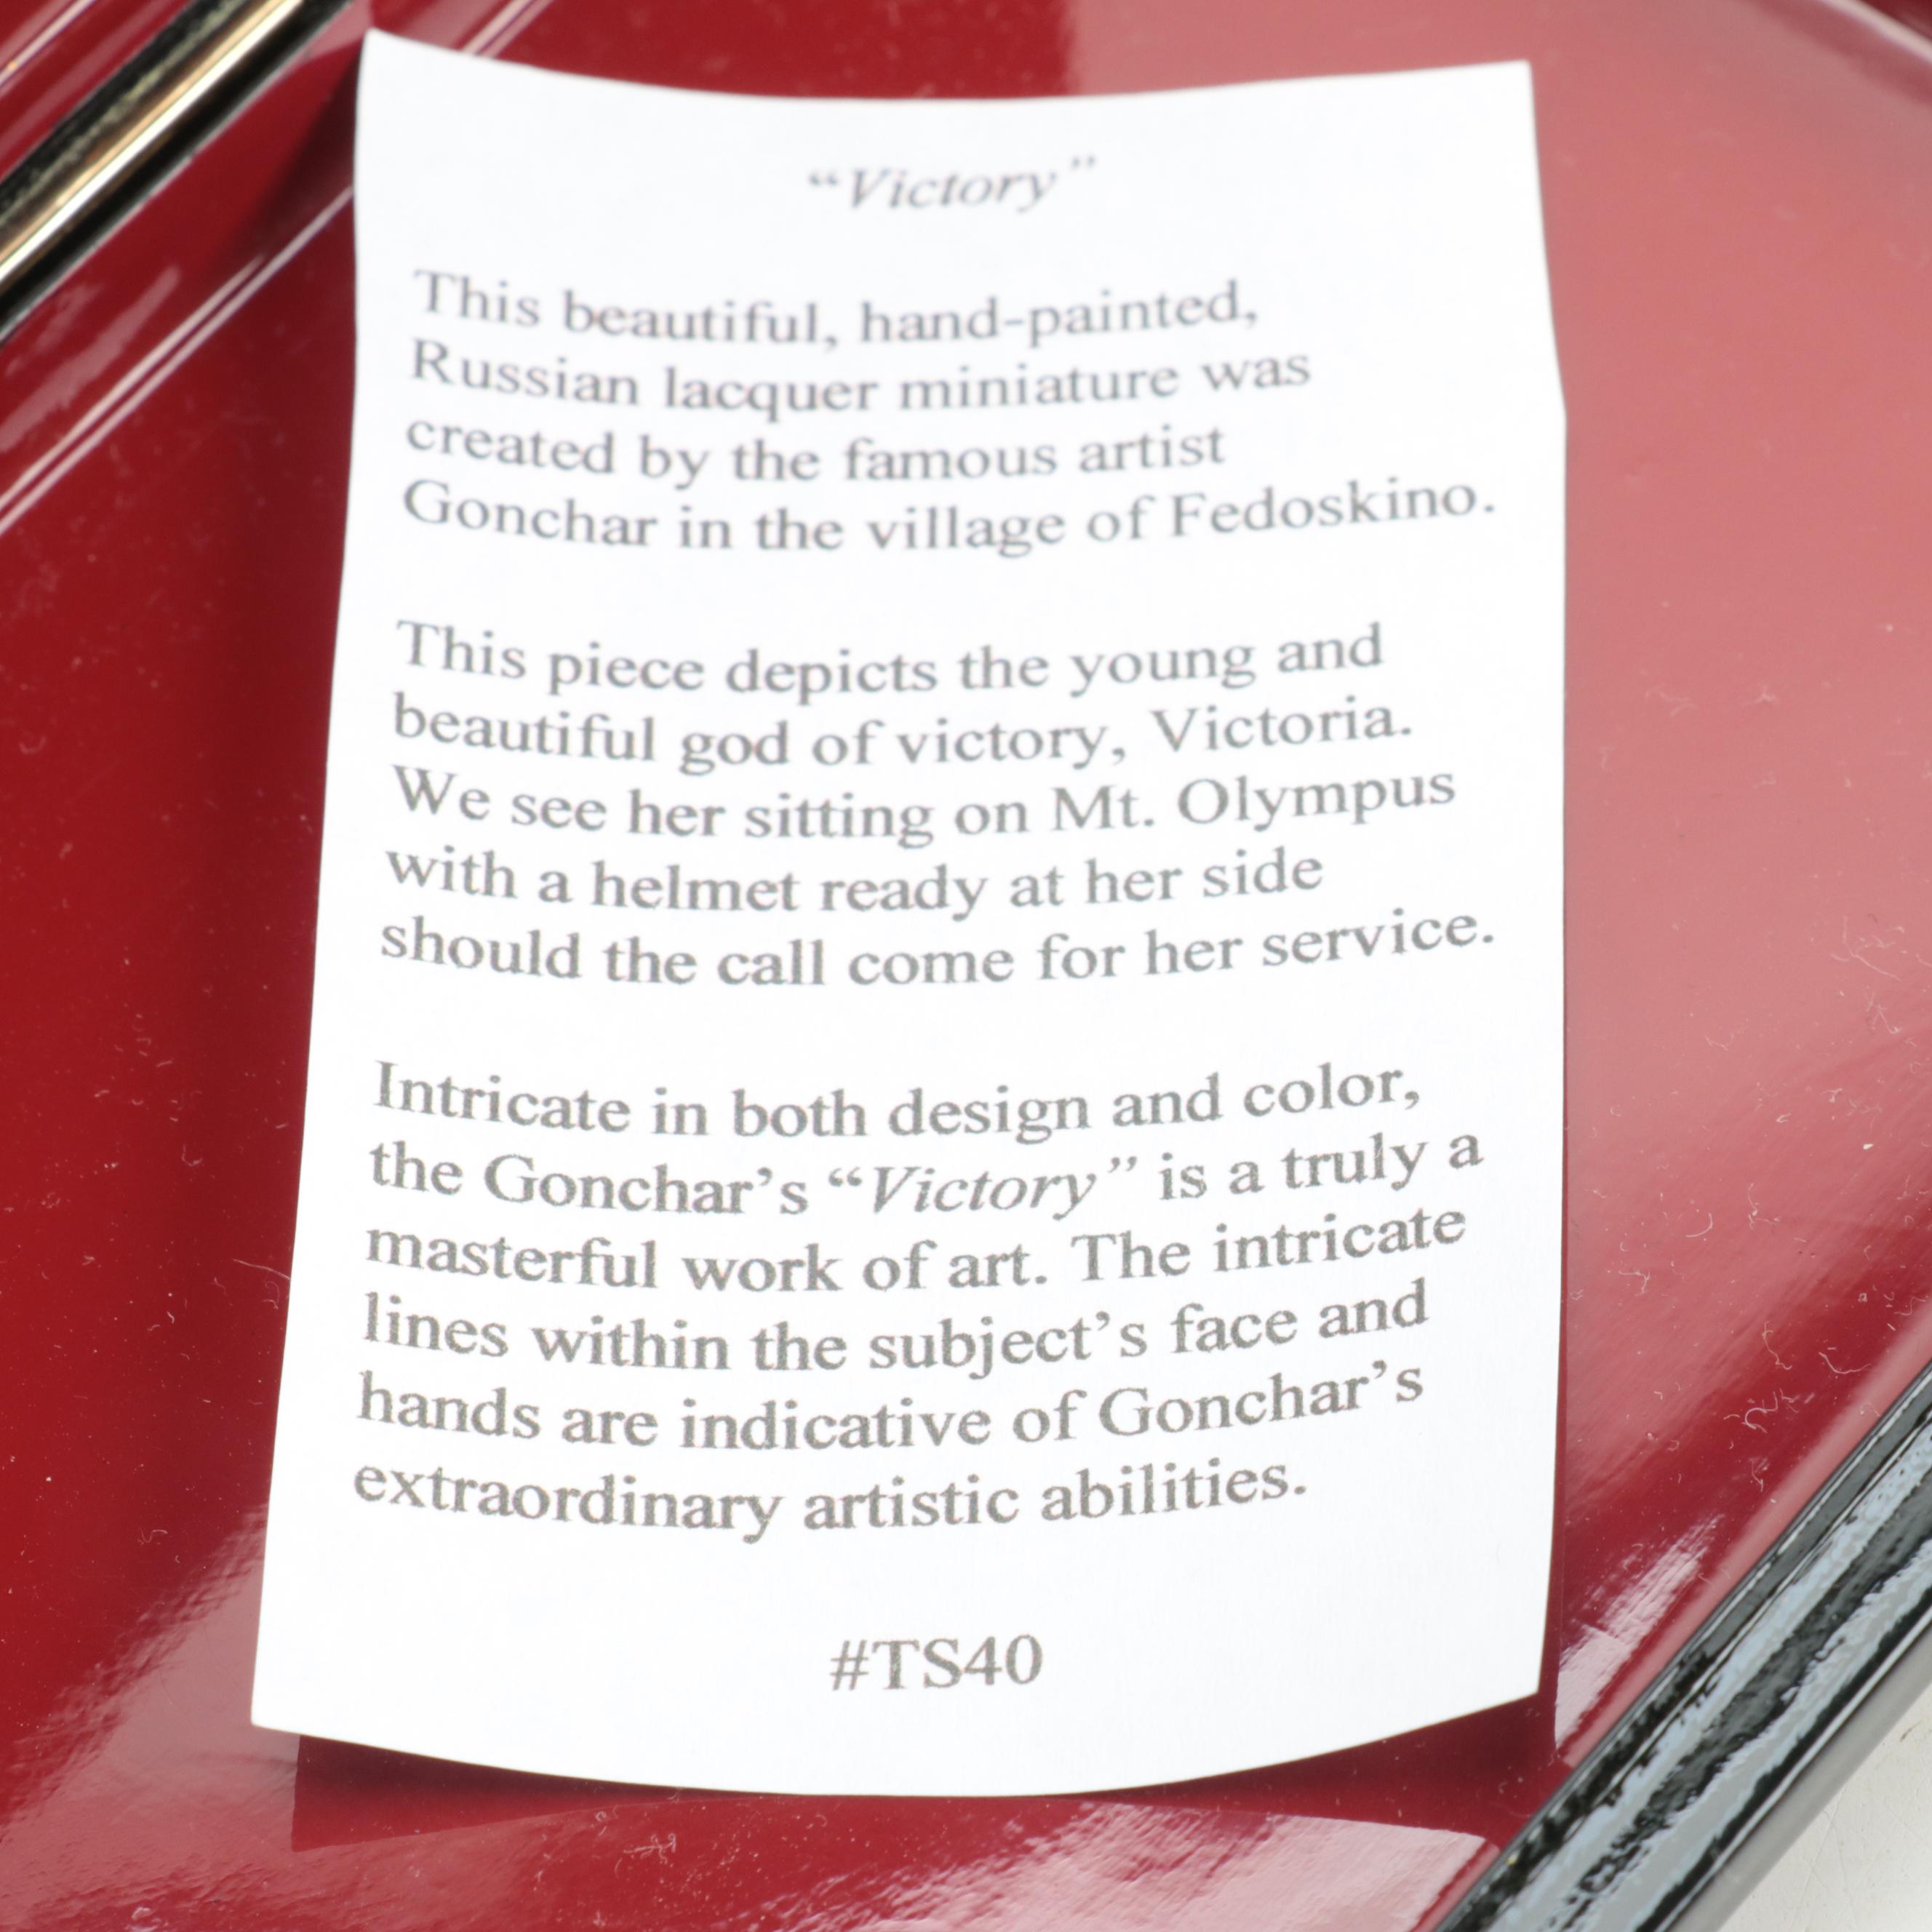 “Victory”
This beautiful, hand-painted,
Russian lacquer miniature was
created by the famous artist
Gonchar in the village of Fedoskino.
This piece depicts the young and
beautiful god of victory, Victoria.
We see her sitting on Mt. Olympus
with a helmet ready at her side
should the call come for her service.
Intricate in both design and color,
the Gonchar’s “Victory” is a truly a
masterful work of art. The intricate
lines within the subject’s face and
hands are indicative of Gonchar’s
extraordinary artistic abilities.
#TS40